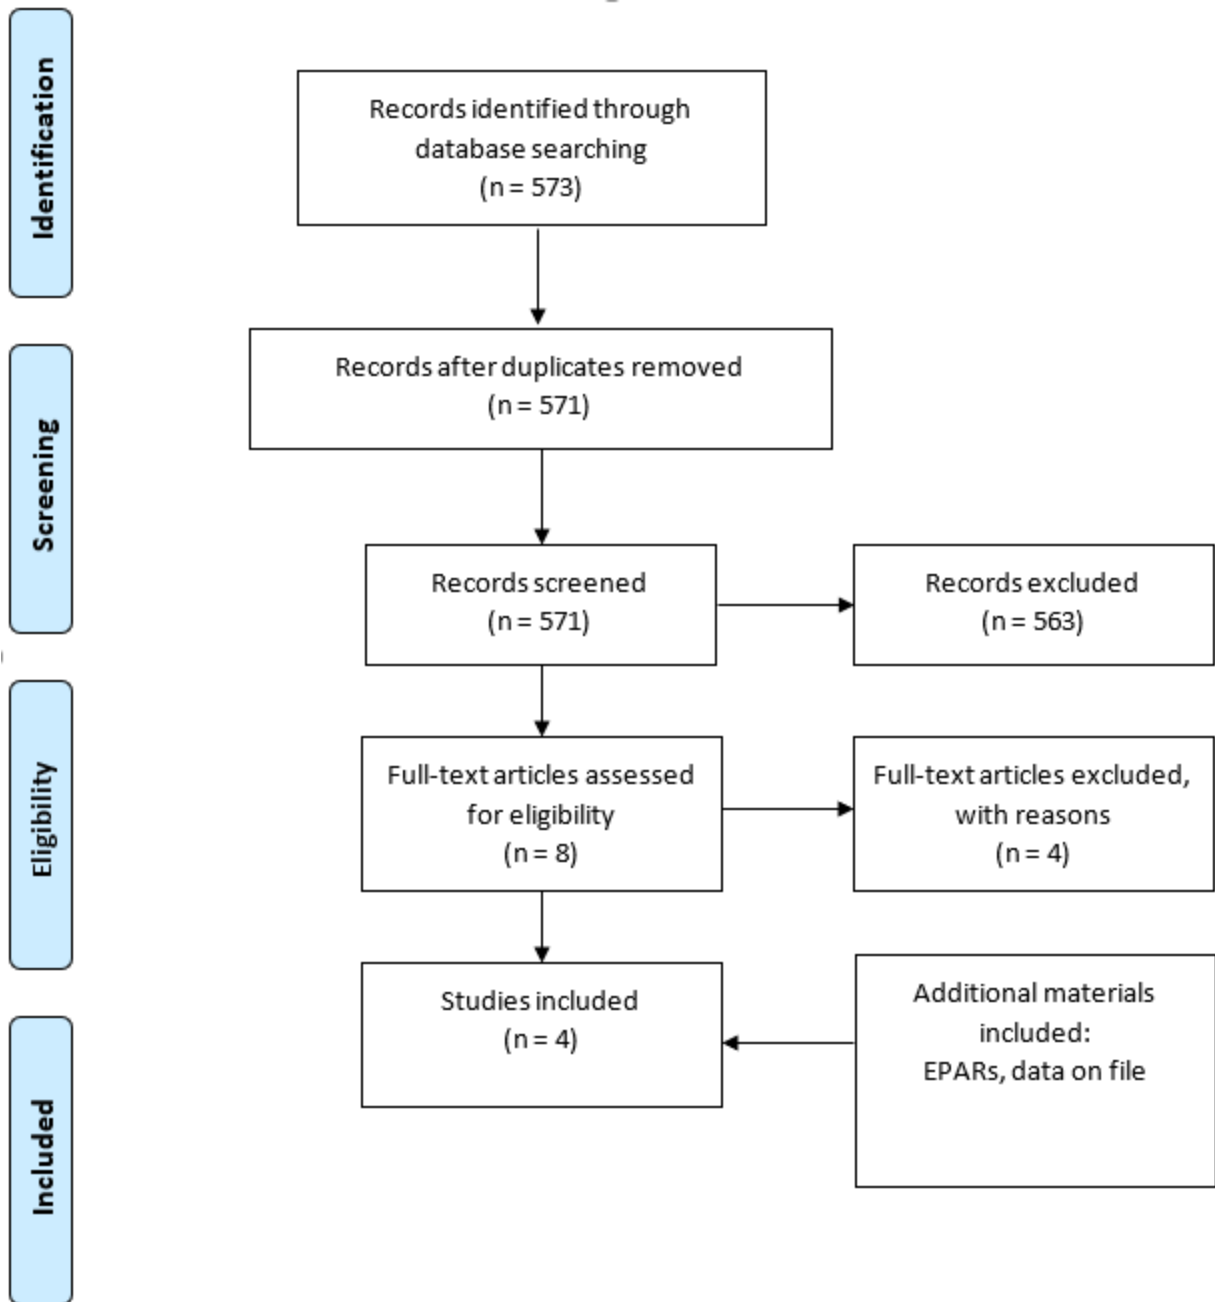 Identification
Records identified through
database searching
(n = 573)
Records after duplicates removed
(n = 571)
Screening
Records screened
(n = 571)
Records excluded
(n = 563)
Eligibility
Full-text articles assessed
for eligibility
(n = 8)
Full-text articles excluded,
with reasons
(n = 4)
Included
Studies included
(n = 4)
Additional materials
included:
EPARs, data on file